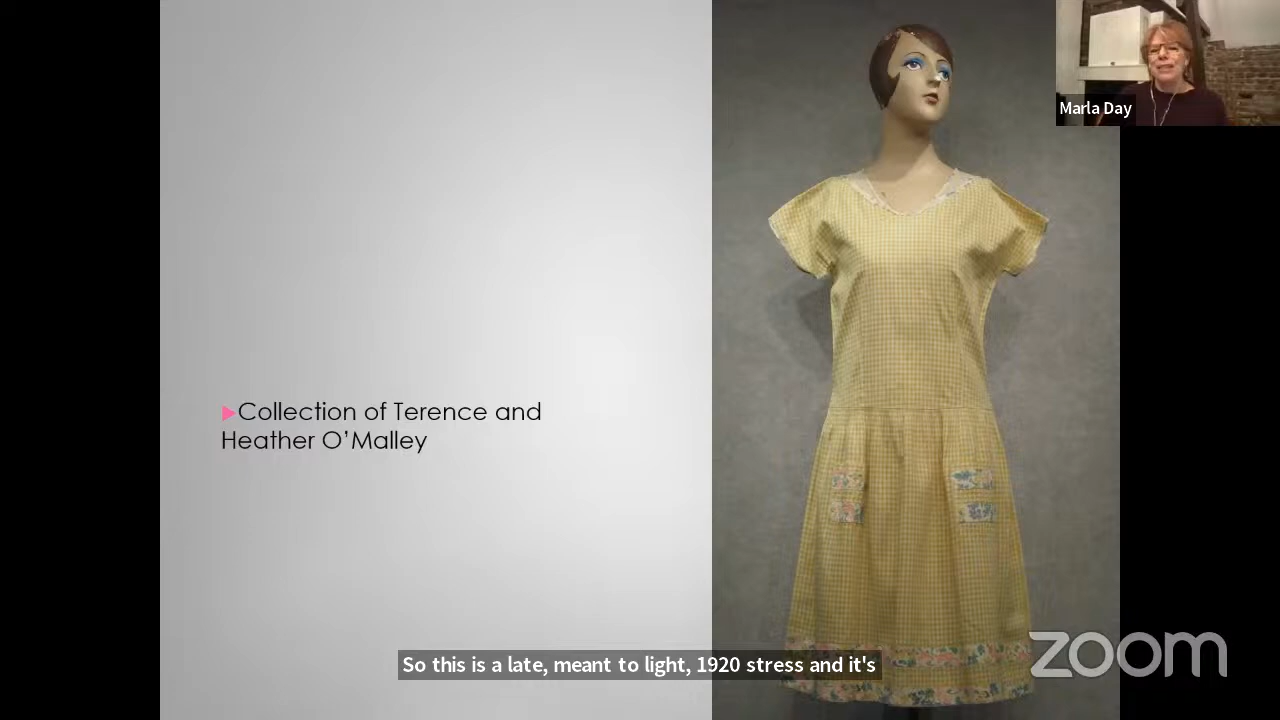 Marla Day
▶Collection of Terence and
Heather O’Malley
So this is a late, meant to light, 1920 stress and it's
zoom